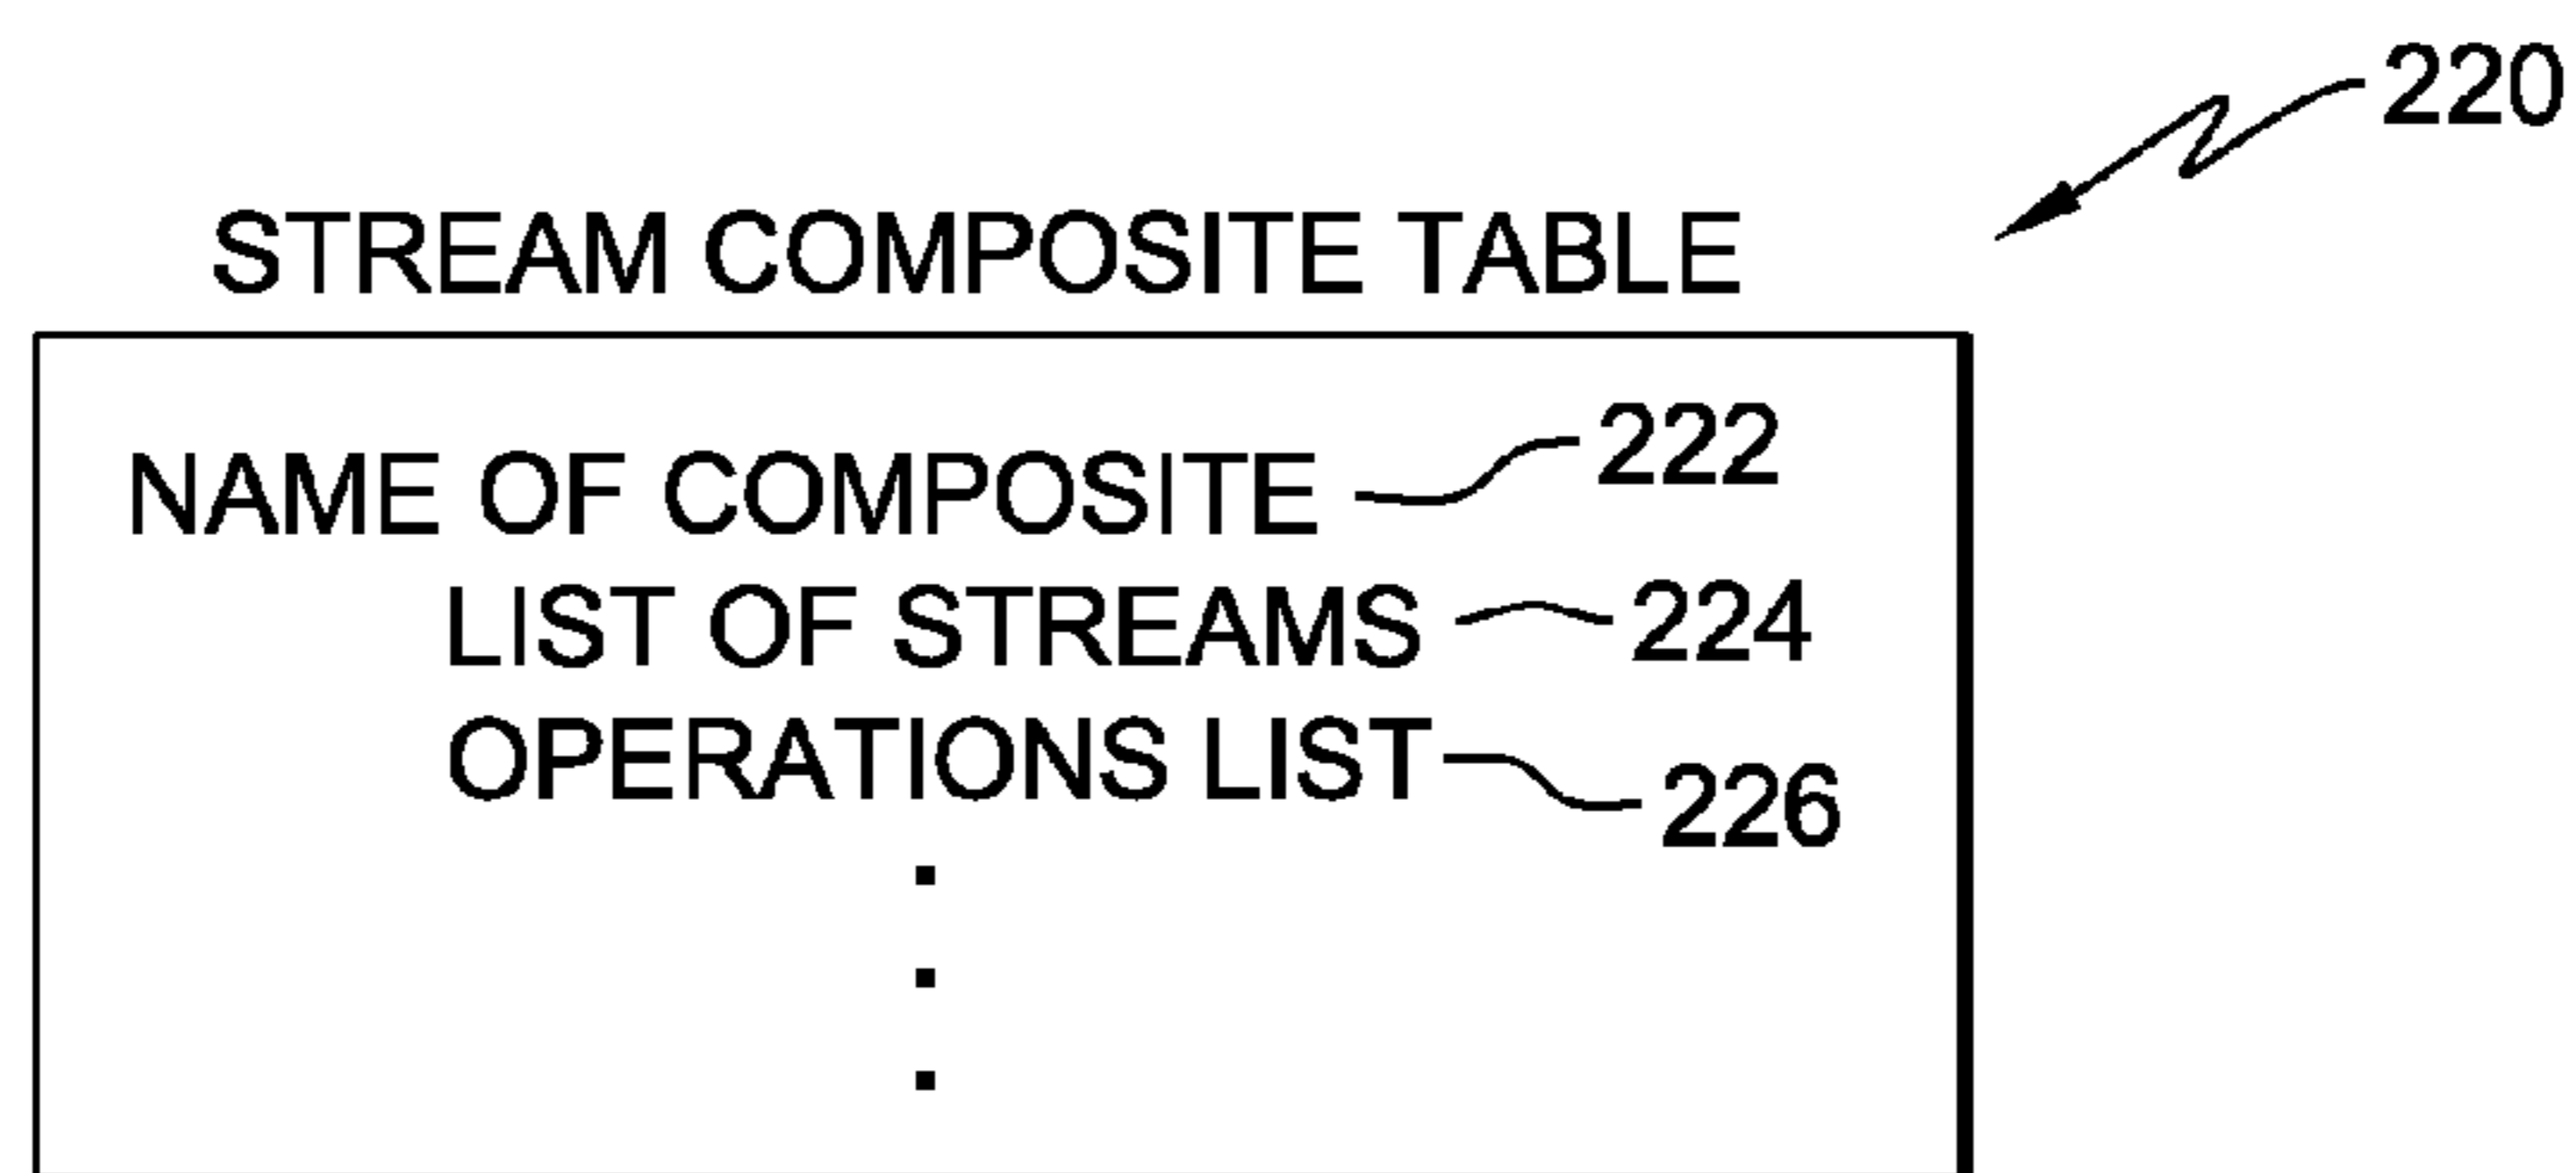 220
STREAM COMPOSITE TABLE
NAME OF COMPOSITE 222
LIST OF STREAMS 224
OPERATIONS LIST 226
.
.
.